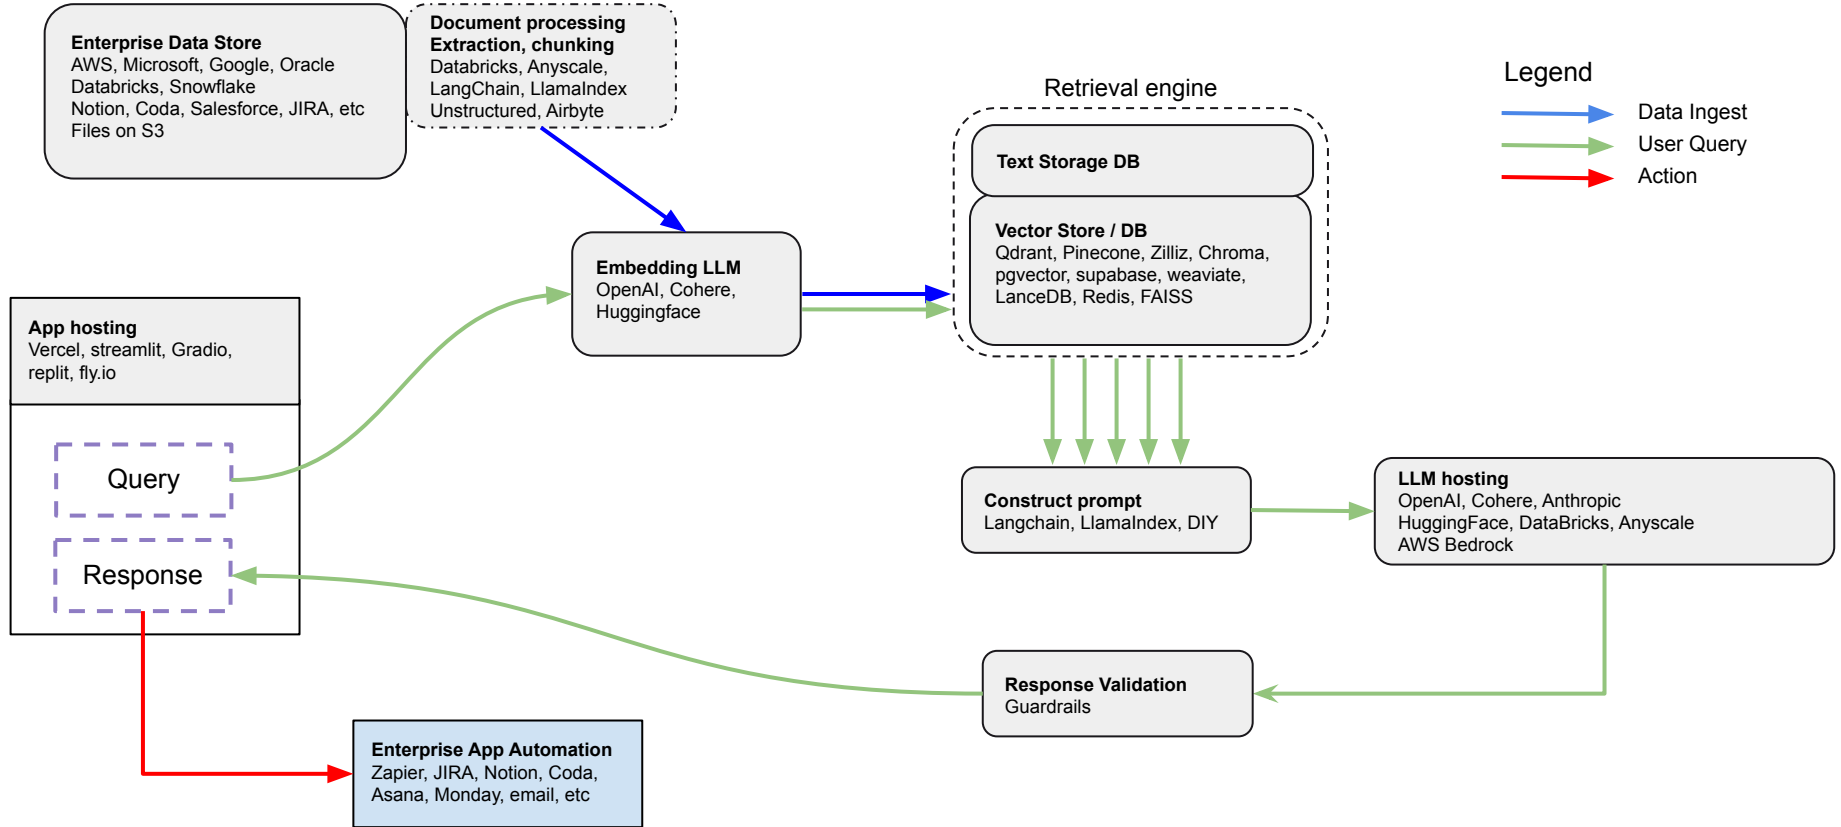 Enterprise Data Store
AWS, Microsoft, Google, Oracle
Databricks, Snowflake
Notion, Coda, Salesforce, JIRA, etc
Files on S3
Document processing
Extraction, chunking
Databricks, Anyscale,
LangChain, LlamaIndex
Unstructured, Airbyte
Retrieval engine
Text Storage DB
Vector Store / DB
Qdrant, Pinecone, Zilliz, Chroma,
pgvector, supabase, weaviate,
LanceDB, Redis, FAISS
Legend
Data Ingest
User Query
Action
Embedding LLM
OpenAI, Cohere,
Huggingface
App hosting
Vercel, streamlit, Gradio,
replit, fly.io
Query
Response
Construct prompt
Langchain, LlamaIndex, DIY
LLM hosting
OpenAI, Cohere, Anthropic
HuggingFace, DataBricks, Anyscale
AWS Bedrock
Response Validation
Guardrails
Enterprise App Automation
Zapier, JIRA, Notion, Coda,
Asana, Monday, email, etc